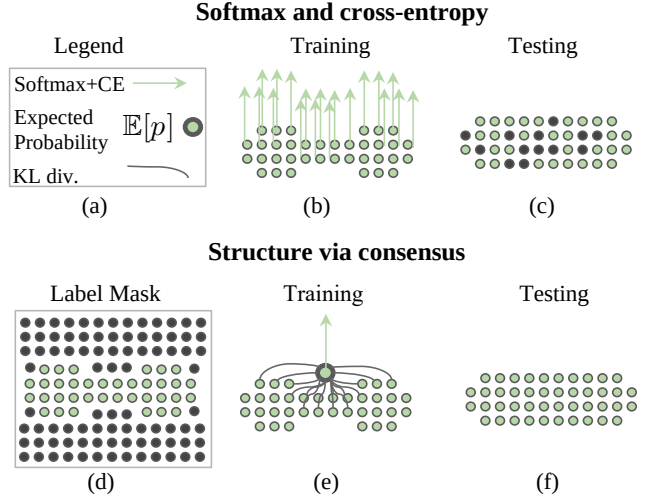 Softmax and cross-entropy
Legend
Training
Testing
Softmax+CE
Expected
Probability
𝔼[p]
KL div.
(a)
(b)
(c)
Structure via consensus
Label Mask
Training
Testing
(d)
(e)
(f)